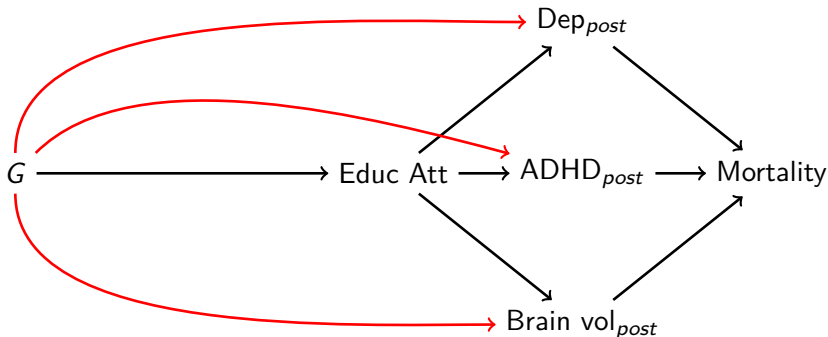 Dep_post
G
Educ Att
ADHD_post
Mortality
Brain vol_post